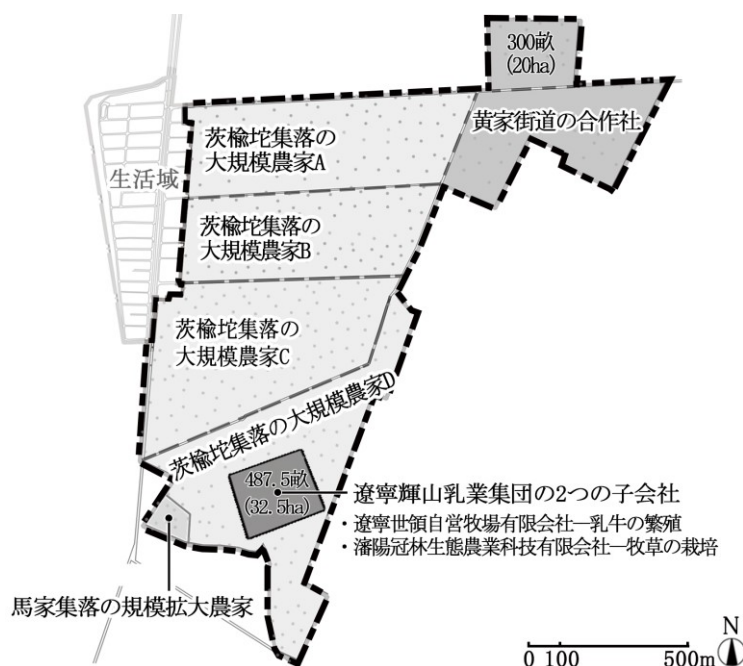 300畝
(20ha)
黄家街道の合作社
茨楡坨集落の
大規模農家A
生活域
茨楡坨集落の
大規模農家B
茨楡坨集落の
大規模農家C
茨楡坨集落の大規模農家D
487.5畝
(32.5ha)
遼寧輝山乳業集団の2つの子会社
・遼寧世領自営牧場有限会社―乳牛の繁殖
・瀋陽冠林生態農業科技有限会社―牧草の栽培
馬家集落の規模拡大農家
N
0 100 500m